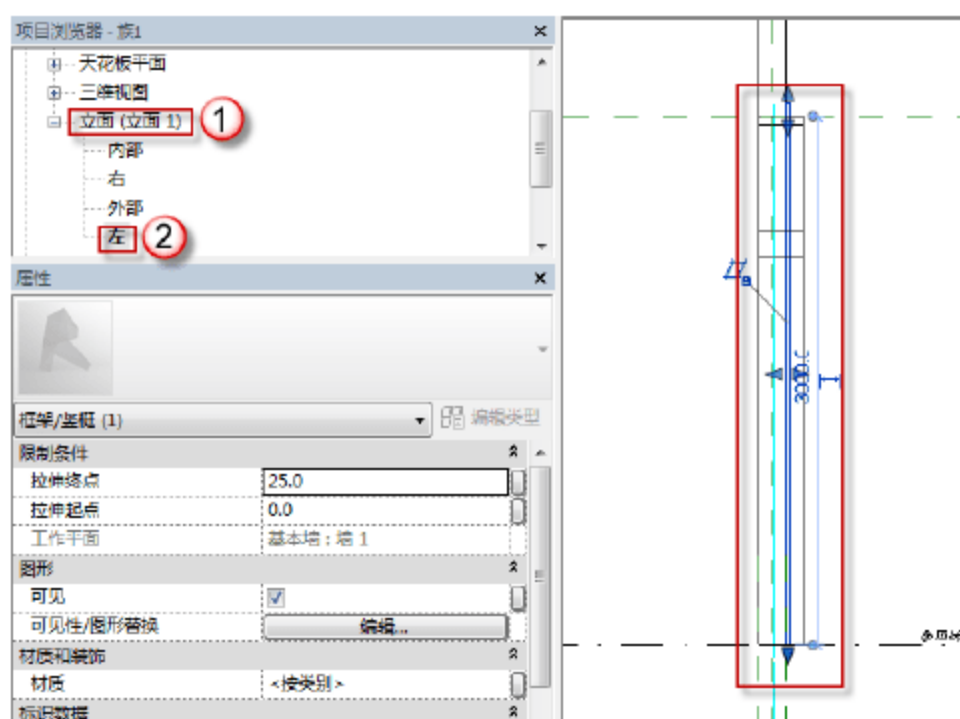 项目浏览器 - 族1
天花板平面
三维视图
立面 (立面 1)
1
内部
右
外部
左
2
属性
框架/竖梃 (1)
编辑类型
限制条件
拉伸终点
25.0
拉伸起点
0.0
工作平面
基本墙 : 墙 1
图形
可见
可见性/图形替换
编辑...
材质和装饰
材质
<按类别>
标识数据